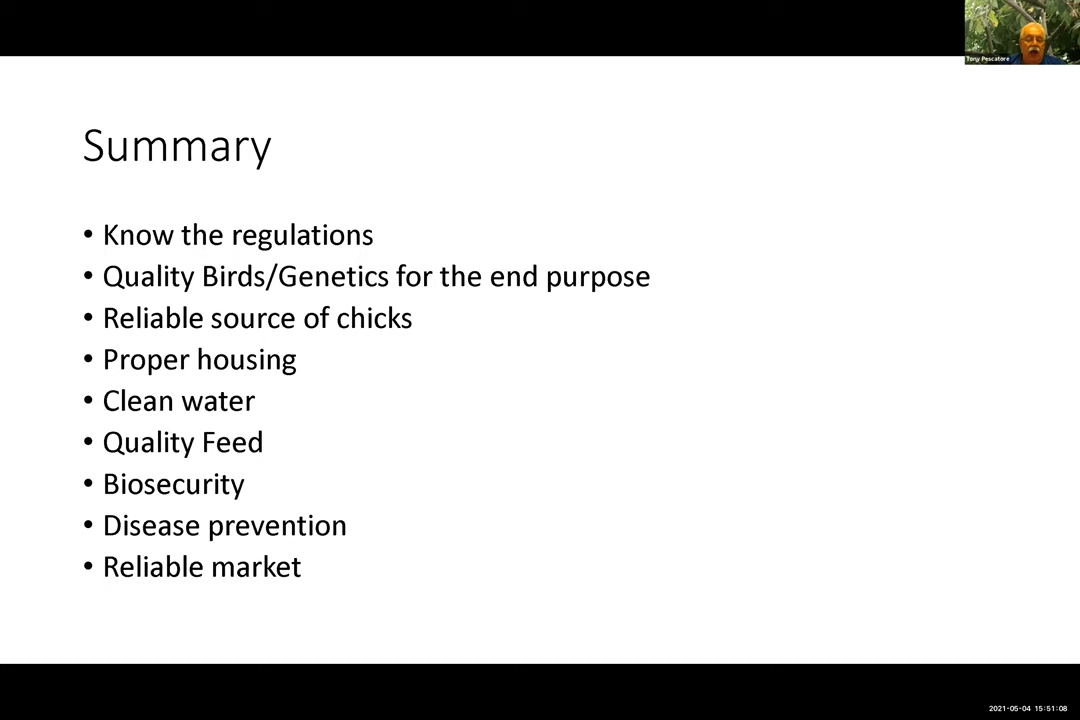 Tony Pescatore
Summary
• Know the regulations
• Quality Birds/Genetics for the end purpose
• Reliable source of chicks
• Proper housing
• Clean water
• Quality Feed
• Biosecurity
• Disease prevention
• Reliable market
2021-05-04 15:51:08